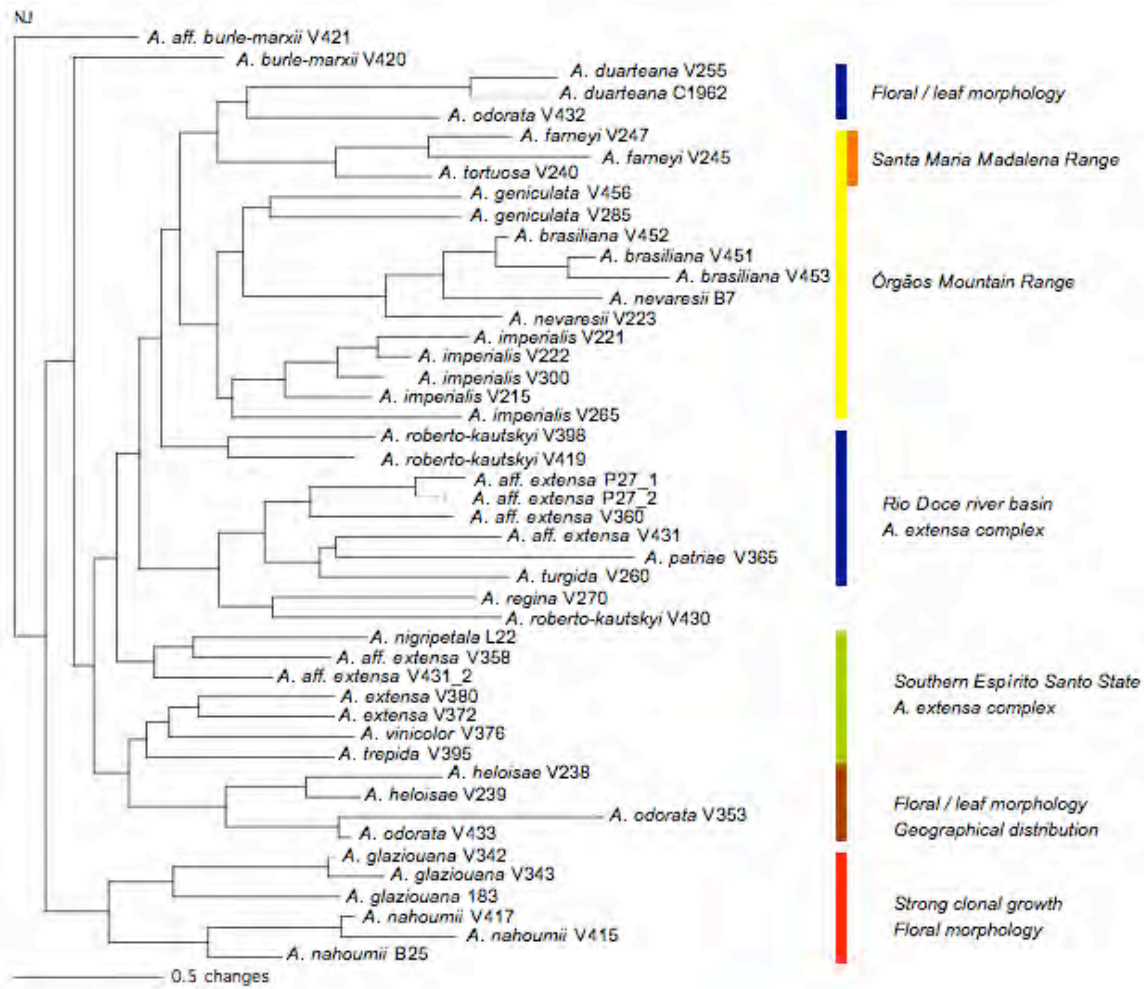 NJ
A. aff. burle-marxii V421
A. burle-marxii V420
A. duarteana V255
A. duarteana C1962
A. odorata V432
A. farneyi V247
A. farneyi V245
A. tortuosa V240
A. geniculata V456
A. geniculata V285
A. brasiliana V452
A. brasiliana V451
A. brasiliana V453
A. nevaresii B7
A. nevaresii V223
A. imperialis V221
A. imperialis V222
A. imperialis V300
A. imperialis V215
A. imperialis V265
A. roberto-kautskyi V398
A. roberto-kautskyi V419
A. aff. extensa P27_1
A. aff. extensa P27_2
A. aff. extensa V360
A. aff. extensa V431
A. patriae V365
A. turgida V260
A. regina V270
A. roberto-kautskyi V430
A. nigripetala L22
A. aff. extensa V358
A. aff. extensa V431_2
A. extensa V380
A. extensa V372
A. vinicolor V376
A. trepida V395
A. heloisae V238
A. heloisae V239
A. odorata V353
A. odorata V433
A. glaziouana V342
A. glaziouana V343
A. glaziouana 183
A. nahoumii V417
A. nahoumii V415
A. nahoumii B25
0.5 changes
Floral / leaf morphology
Santa Maria Madalena Range
Órgãos Mountain Range
Rio Doce river basin
A. extensa complex
Southern Espírito Santo State
A. extensa complex
Floral / leaf morphology
Geographical distribution
Strong clonal growth
Floral morphology